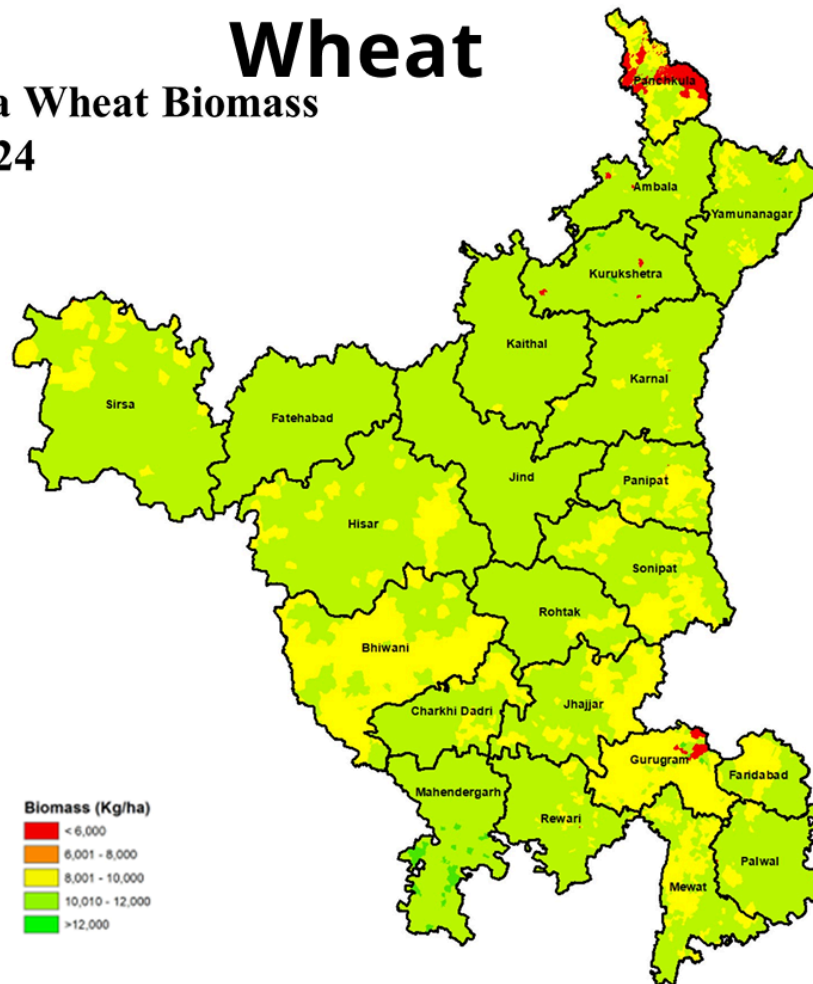 Wheat
a Wheat Biomass
24
Panchkula
Ambala
Yamunanagar
Kurukshetra
Kaithal
Karnal
Sirsa
Fatehabad
Jind
Panipat
Hisar
Sonipat
Rohtak
Bhiwani
Charkhi Dadri
Jhajjar
Gurugram
Faridabad
Mahendergarh
Rewari
Palwal
Mewat
Biomass (Kg/ha)
< 6,000
6,001 - 8,000
8,001 - 10,000
10,010 - 12,000
>12,000